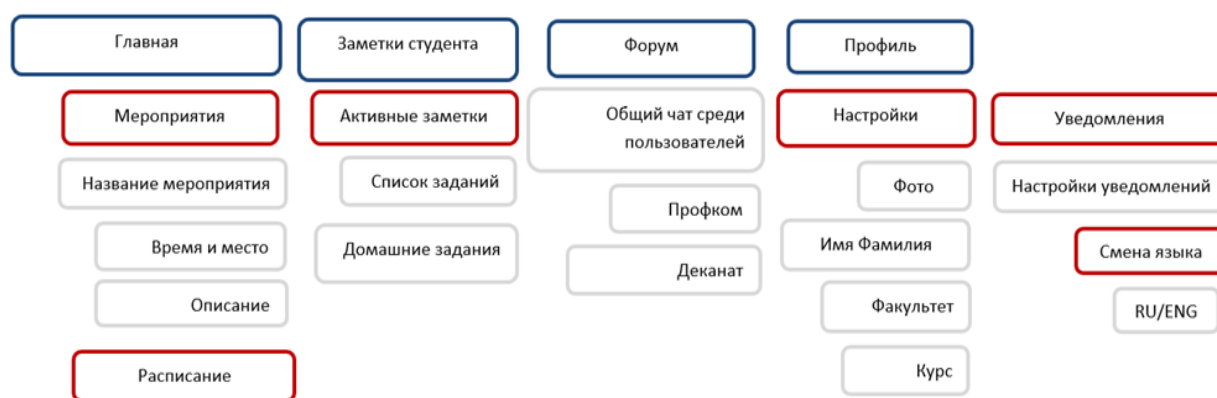 Главная
Мероприятия
Название мероприятия
Время и место
Описание
Расписание
Заметки студента
Активные заметки
Список заданий
Домашние задания
Форум
Общий чат среди
пользователей
Профком
Деканат
Профиль
Настройки
Фото
Имя Фамилия
Факультет
Курс
Уведомления
Настройки уведомлений
Смена языка
RU/ENG